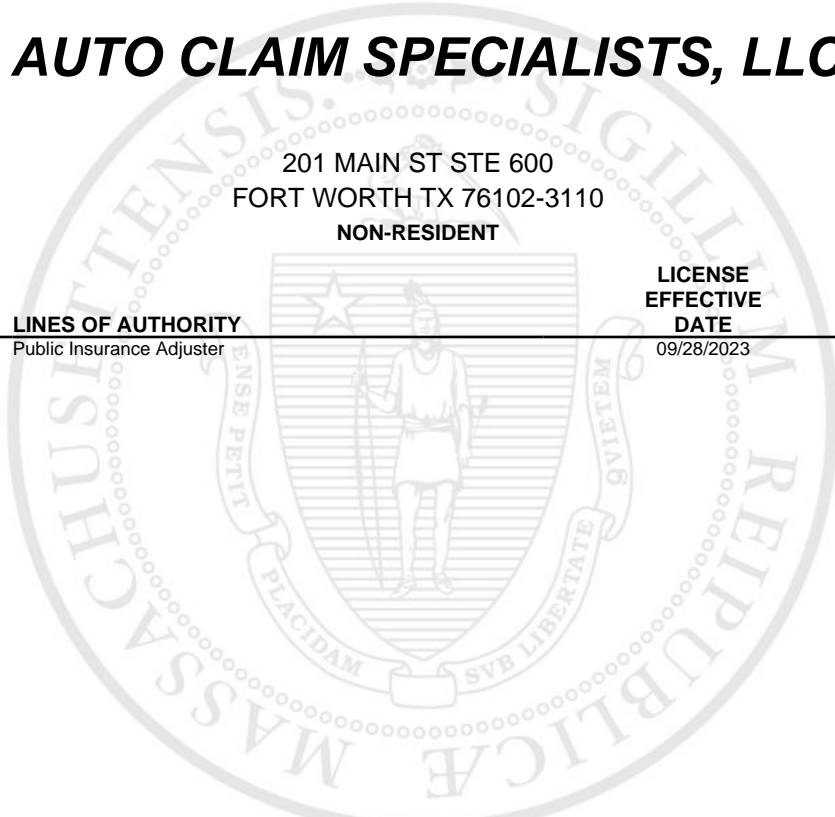 AUTO CLAIM SPECIALISTS, LLC
201 MAIN ST STE 600
FORT WORTH TX 76102-3110
NON-RESIDENT
LICENSE
EFFECTIVE
LINES OF AUTHORITY DATE
Public Insurance Adjuster 09/28/2023
SIGILLUM REIPUBLICÆ MASSACHUSETTENSIS.
ENSE PETIT PLACIDAM SVB LIBERTATE QVIETEM